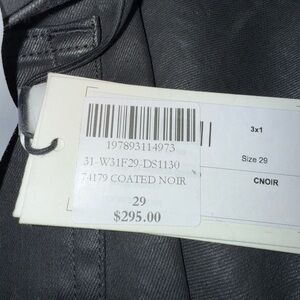 197893114973
31-W31F29-DS1130
74179 COATED NOIR
29
$295.00
3x1
Size 29
CNOIR